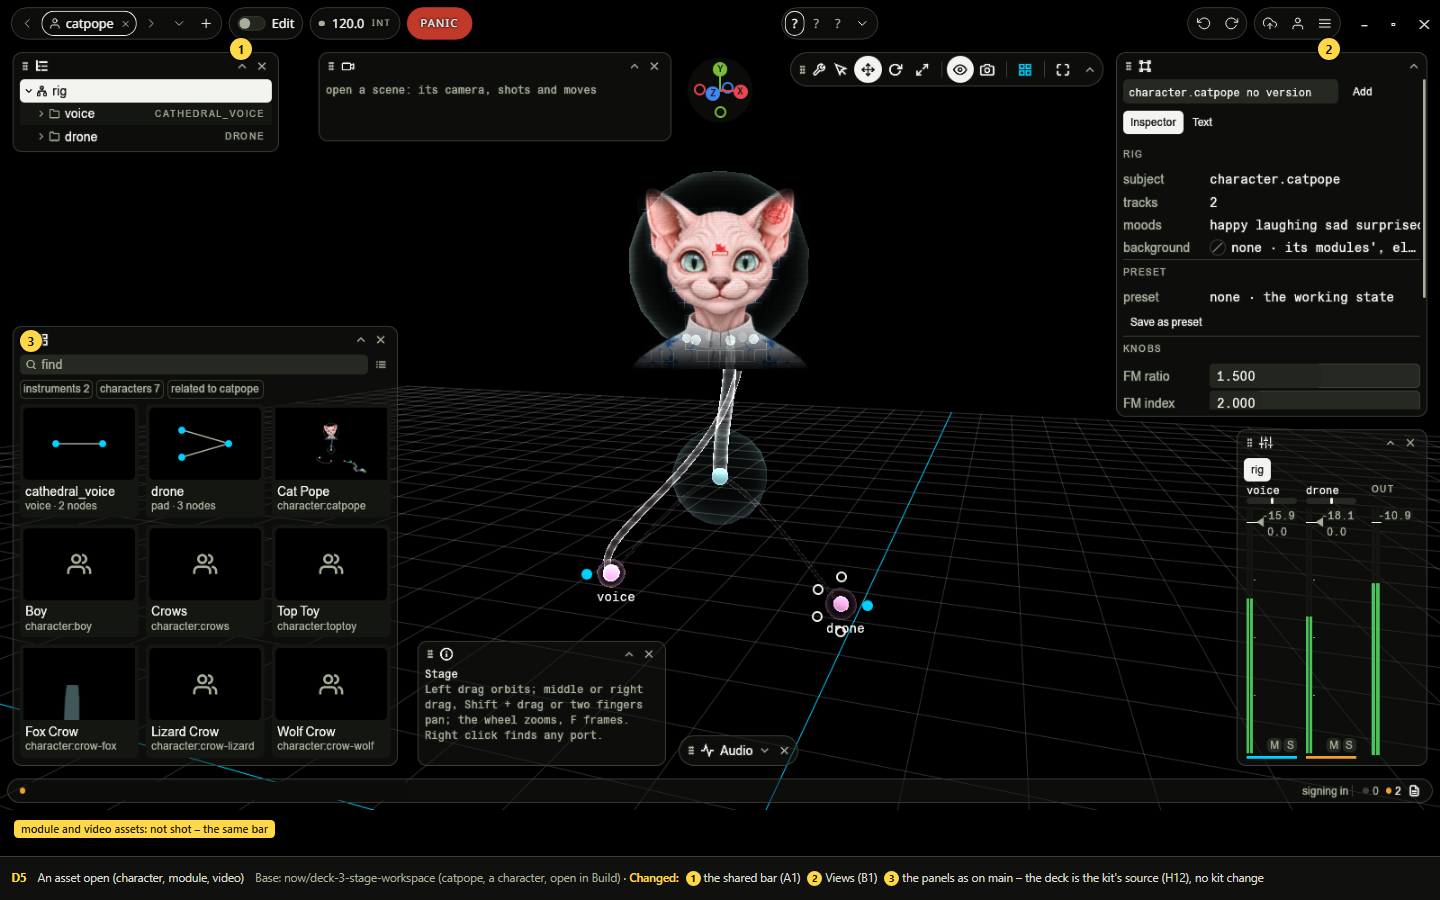 catpope
Edit
120.0 INT
PANIC
? ? ?
1
2
rig
voice CATHEDRAL_VOICE
drone DRONE
open a scene: its camera, shots and moves
Y
Z
X
character.catpope no version
Add
Inspector Text
RIG
subject character.catpope
tracks 2
moods happy laughing sad surprised
background none · its modules', el…
PRESET
preset none · the working state
Save as preset
KNOBS
FM ratio 1.500
FM index 2.000
3
find
instruments 2 characters 7 related to catpope
cathedral_voice drone Cat Pope
voice · 2 nodes pad · 3 nodes character:catpope
Boy Crows Top Toy
character:boy character:crows character:toptoy
Fox Crow Lizard Crow Wolf Crow
character:crow-fox character:crow-lizard character:crow-wolf
voice
drone
rig
voice drone OUT
-15.9 -18.1 -10.9
0.0 0.0
M S M S
Stage
Left drag orbits; middle or right
drag, Shift + drag or two fingers
pan; the wheel zooms, F frames.
Right click finds any port.
Audio
signing in 0 2
module and video assets: not shot – the same bar
D5 An asset open (character, module, video) Base: now/deck-3-stage-workspace (catpope, a character, open in Build) · Changed: 1 the shared bar (A1) 2 Views (B1) 3 the panels as on main – the deck is the kit's source (H12), no kit change